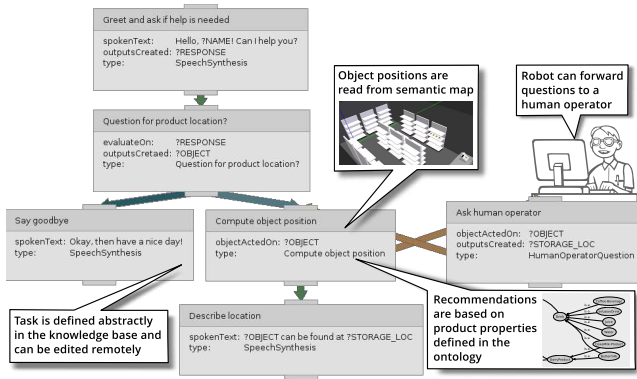 Greet and ask if help is needed
spokenText: Hello, ?NAME! Can I help you?
outputsCreated: ?RESPONSE
type: SpeechSynthesis
Object positions are
read from semantic map
Robot can forward
questions to a
human operator
Question for product location?
evaluateOn: ?RESPONSE
outputsCretaed: ?OBJECT
type: Question for product location?
Say goodbye
spokenText: Okay, then have a nice day!
type: SpeechSynthesis
Compute object position
objectActedOn: ?OBJECT
type: Compute object position
Ask human operator
objectActedOn: ?OBJECT
outputsCreated: ?STORAGE_LOC
type: HumanOperatorQuestion
Task is defined abstractly
in the knowledge base and
can be edited remotely
Describe location
spokenText: ?OBJECT can be found at ?STORAGE_LOC
type: SpeechSynthesis
Recommendations
are based on
product properties
defined in the
ontology